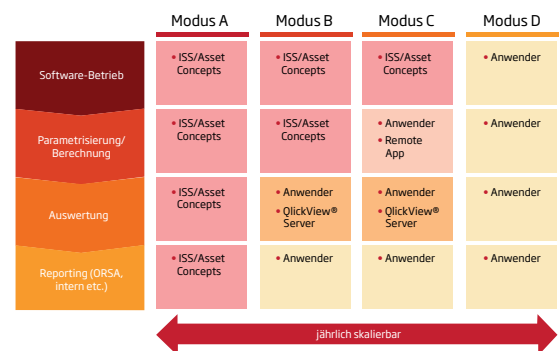 Modus A
Modus B
Modus C
Modus D
Software-Betrieb
• ISS/Asset
Concepts
• ISS/Asset
Concepts
• ISS/Asset
Concepts
• Anwender
Parametrisierung/
Berechnung
• ISS/Asset
Concepts
• ISS/Asset
Concepts
• Anwender
• Remote
App
• Anwender
Auswertung
• ISS/Asset
Concepts
• Anwender
• QlickView®
Server
• Anwender
• QlickView®
Server
• Anwender
Reporting (ORSA,
intern etc.)
• ISS/Asset
Concepts
• Anwender
• Anwender
• Anwender
jährlich skalierbar